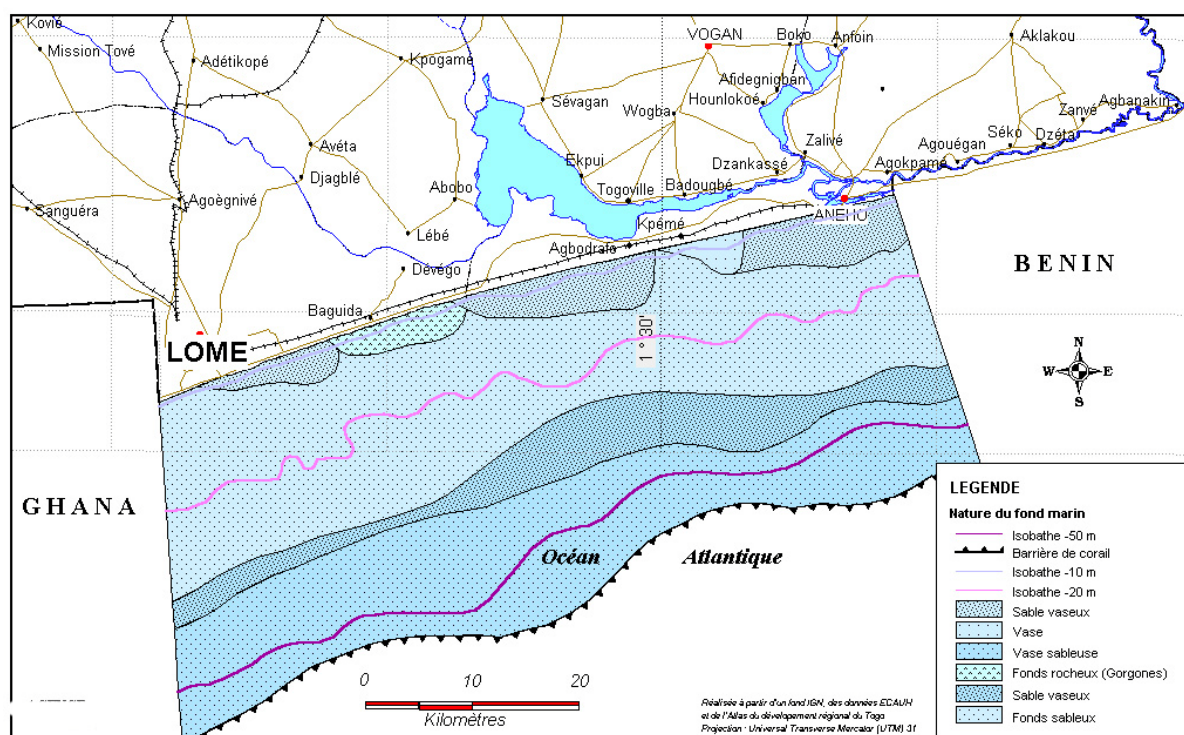 Kovié
Mission Tové
Adétikopé
Kpogamé
VOGAN
Boko
Anfoin
Aklakou
Afidegnigban
Sévagan
Wogba
Hounlokoé
Zanvé
Agbanakin
Avéta
Zalivé
Séko
Dzéta
Agouégan
Ekpui
Dzankassé
Agokpamé
Djagblé
Abobo
Togoville
Badougbé
Sanguéra
Agoègnivé
ANEHO
Lébé
Kpémé
Agbodrafo
Dévégo
BENIN
Baguida
1 ° 30'
LOME
N
W E
S
GHANA
Océan Atlantique
LEGENDE
Nature du fond marin
Isobathe -50 m
Barrière de corail
Isobathe -10 m
Isobathe -20 m
Sable vaseux
Vase
Vase sableuse
Fonds rocheux (Gorgones)
Sable vaseux
Fonds sableux
0 10 20
Kilomètres
Réalisée à partir d'un fond IGN, des données ECAUH
et de l'Atlas du dévelopement régional du Togo
Projection : Universal Transverse Mercator (UTM) 31